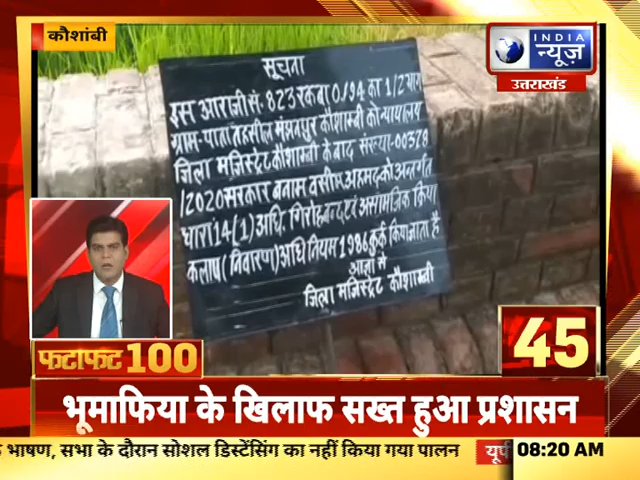 कौशांबी
INDIA
न्यूज़
उत्तराखंड
सूचना
इस आराजी सं. 823 रकबा 0/94 का 1/2 भाग
ग्राम- पाता तहसील मंझनपुर कौशाम्बी को न्यायालय
जिला मजिस्ट्रेट कौशाम्बी के वाद संख्या-00378
/2020 सरकार बनाम वसीम अहमद को अन्तर्गत
धारा 14(1) अधि. गिरोहबन्द एवं असामाजिक क्रिया
कलाप (निवारण) अधि नियम 1986 कुर्क किया जाता है
आज्ञा से
जिला मजिस्ट्रेट कौशाम्बी
फटाफट 100
45
भूमाफिया के खिलाफ सख्त हुआ प्रशासन
भाषण, सभा के दौरान सोशल डिस्टेंसिंग का नहीं किया गया पालन
यूपी
08:20 AM